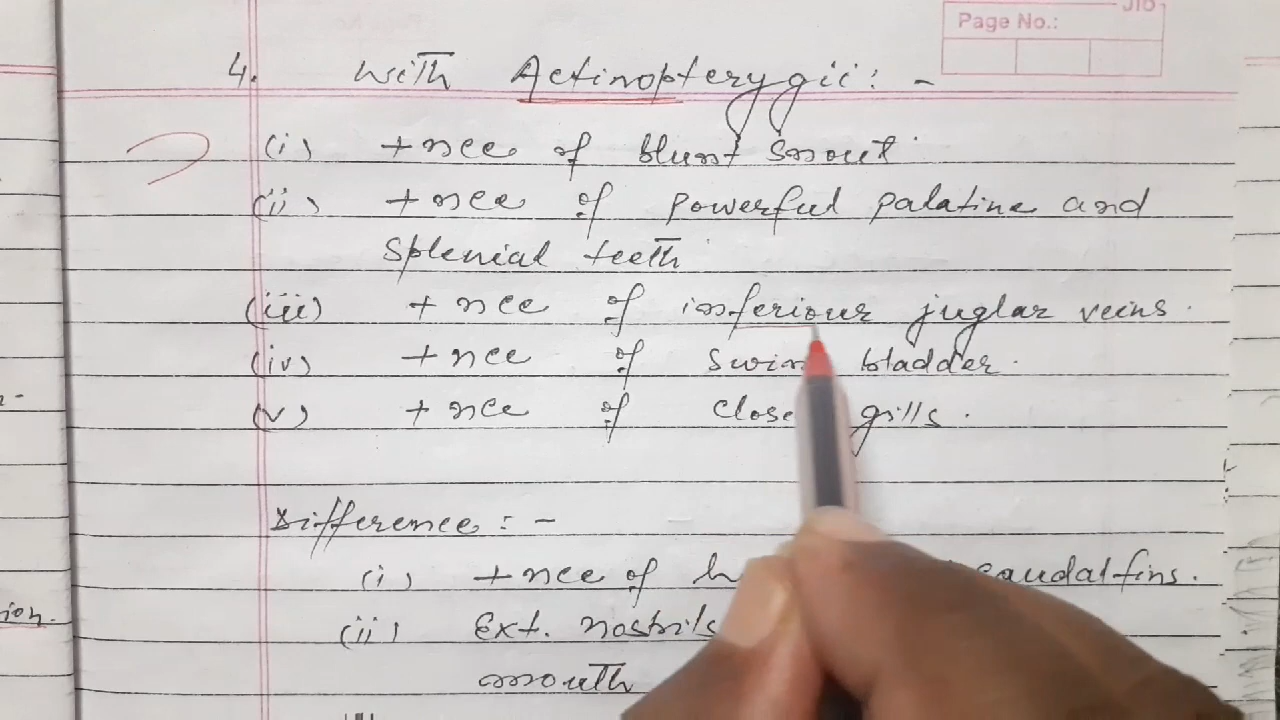 JIO
Page No.:
4. with Actinopterygii: -
(i) +nce of blunt snout.
(ii) +nce of powerful palatine and
splenial teeth.
(iii) +nce of inferiour juglar veins.
(iv) +nce of swim bladder.
(v) +nce of close gills.
Difference: -
(i) +nce of caudal fins.
(ii) Ext. nostrils
mouth
ion.